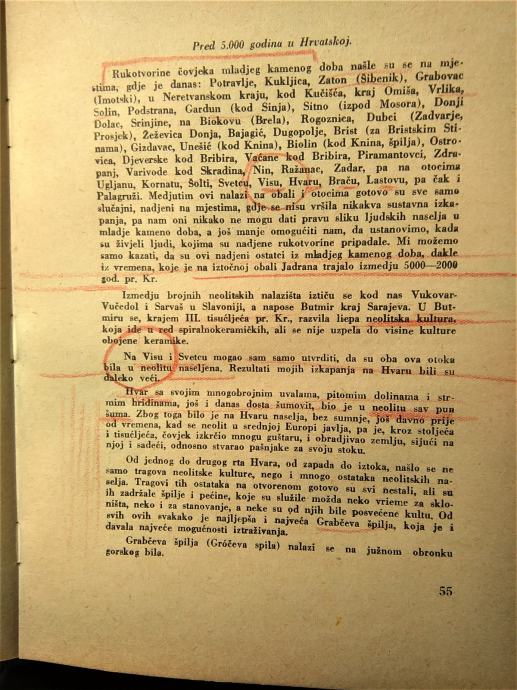 Pred 5.000 godina u Hrvatskoj.
Rukotvorine čovjeka mladjeg kamenog doba našle su se na mje-
stima, gdje je danas: Potravlje, Kukljica, Zaton (Šibenik), Grabovac
(Imotski), u Neretvanskom kraju, kod Kučišća, kraj Omiša, Vrlika,
Solin, Podstrana, Gardun (kod Sinja), Sitno (izpod Mosora), Donji
Dolac, Srinjine, na Biokovu (Brela), Rogoznica, Dubci (Zadvarje,
Prosjek), Žeževica Donja, Bajagić, Dugopolje, Brist (za Bristskim Sti-
nama), Gizdavac, Unešić (kod Knina), Biolin (kod Knina, špilja), Ostro-
vica, Djeverske kod Bribira, Vaćane kod Bribira, Piramantovci, Zdra-
panj, Varivode kod Skradina, Nin, Ražanac, Zadar, pa na otocima
Ugljanu, Kornatu, Šolti, Svetcu, Visu, Hvaru, Braču, Lastovu, pa čak i
Palagruži. Medjutim ovi nalazi na obali i otocima gotovo su sve samo
slučajni, nadjeni na mjestima, gdje se nisu vršila nikakva sustavna izka-
panja, pa nam oni nikako ne mogu dati pravu sliku ljudskih naselja u
mladje kameno doba, a još manje omogućiti nam, da ustanovimo, kada
su živjeli ljudi, kojima su nadjene rukotvorine pripadale. Mi možemo
samo kazati, da su ovi nadjeni ostatci iz mladjeg kamenog doba, dakle
iz vremena, koje je na iztočnoj obali Jadrana trajalo izmedju 5000—2000
god. pr. Kr.
Izmedju brojnih neolitskih nalazišta iztiču se kod nas Vukovar-
Vučedol i Sarvaš u Slavoniji, a napose Butmir kraj Sarajeva. U But-
miru se, krajem III. tisućljeća pr. Kr., razvila liepa neolitska kultura,
koja ide u red spiralnokeramičkih, ali se nije uzpela do visine kulture
obojene keramike.
Na Visu i Svetcu mogao sam samo utvrditi, da su oba ova otoka
bila u neolitu naseljena. Rezultati mojih izkapanja na Hvaru bili su
daleko veći.
Hvar sa svojim mnogobrojnim uvalama, pitomim dolinama i str-
mim hridinama, još i danas dosta šumovit, bio je u neolitu sav pun
šuma. Zbog toga bilo je na Hvaru naselja, bez sumnje, još davno prije
od vremena, kad se neolit u srednjoj Europi javlja, pa je, kroz stoljeća
i tisućljeća, čovjek izkrčio mnogu guštaru, i obradjivao zemlju, sijući na
njoj i sadeći, odnosno stvarao pašnjake za svoju stoku.
Od jednog do drugog rta Hvara, od zapada do iztoka, našlo se ne
samo tragova neolitske kulture, nego i mnogo ostataka neolitskih na-
selja. Tragovi tih ostataka na otvorenom gotovo su svi nestali, ali su
ih zadržale špilje i pećine, koje su služile možda neko vrieme za sklo-
ništa, neko i za stanovanje, a neke su od njih bile posvećene kultu. Od
svih ovih svakako je najljepša i najveća Grabčeva špilja, koja je i
davala najveće mogućnosti iztraživanja.
Grabčeva špilja (Gróčeva spila) nalazi se na južnom obronku
gorskog bila.
55